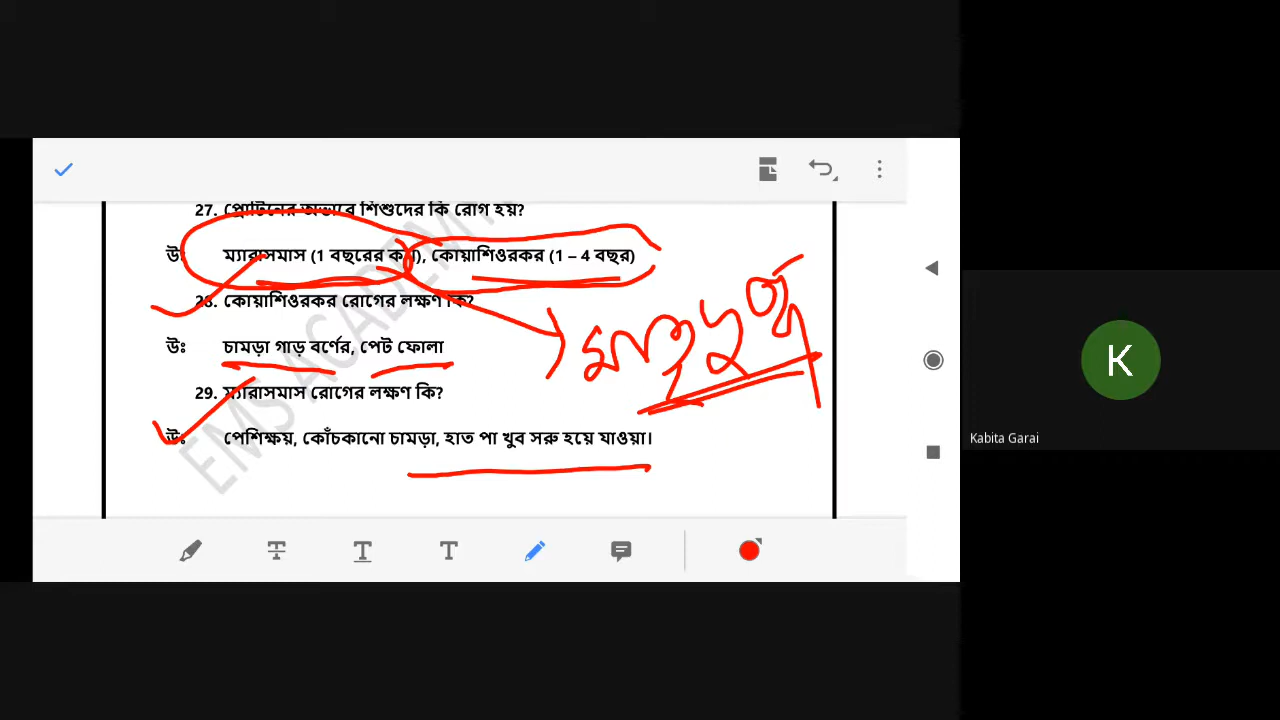 27. প্রোটিনের অভাবে শিশুদের কি রোগ হয়?
উঃ ম্যারাসমাস (1 বছরের কম), কোয়াশিওরকর (1 – 4 বছর)
28. কোয়াশিওরকর রোগের লক্ষণ কি?
উঃ চামড়া গাড় বর্ণের, পেট ফোলা
29. ম্যারাসমাস রোগের লক্ষণ কি?
উঃ পেশিক্ষয়, কোঁচকানো চামড়া, হাত পা খুব সরু হয়ে যাওয়া।
EMS ACADEM
K
Kabita Garai